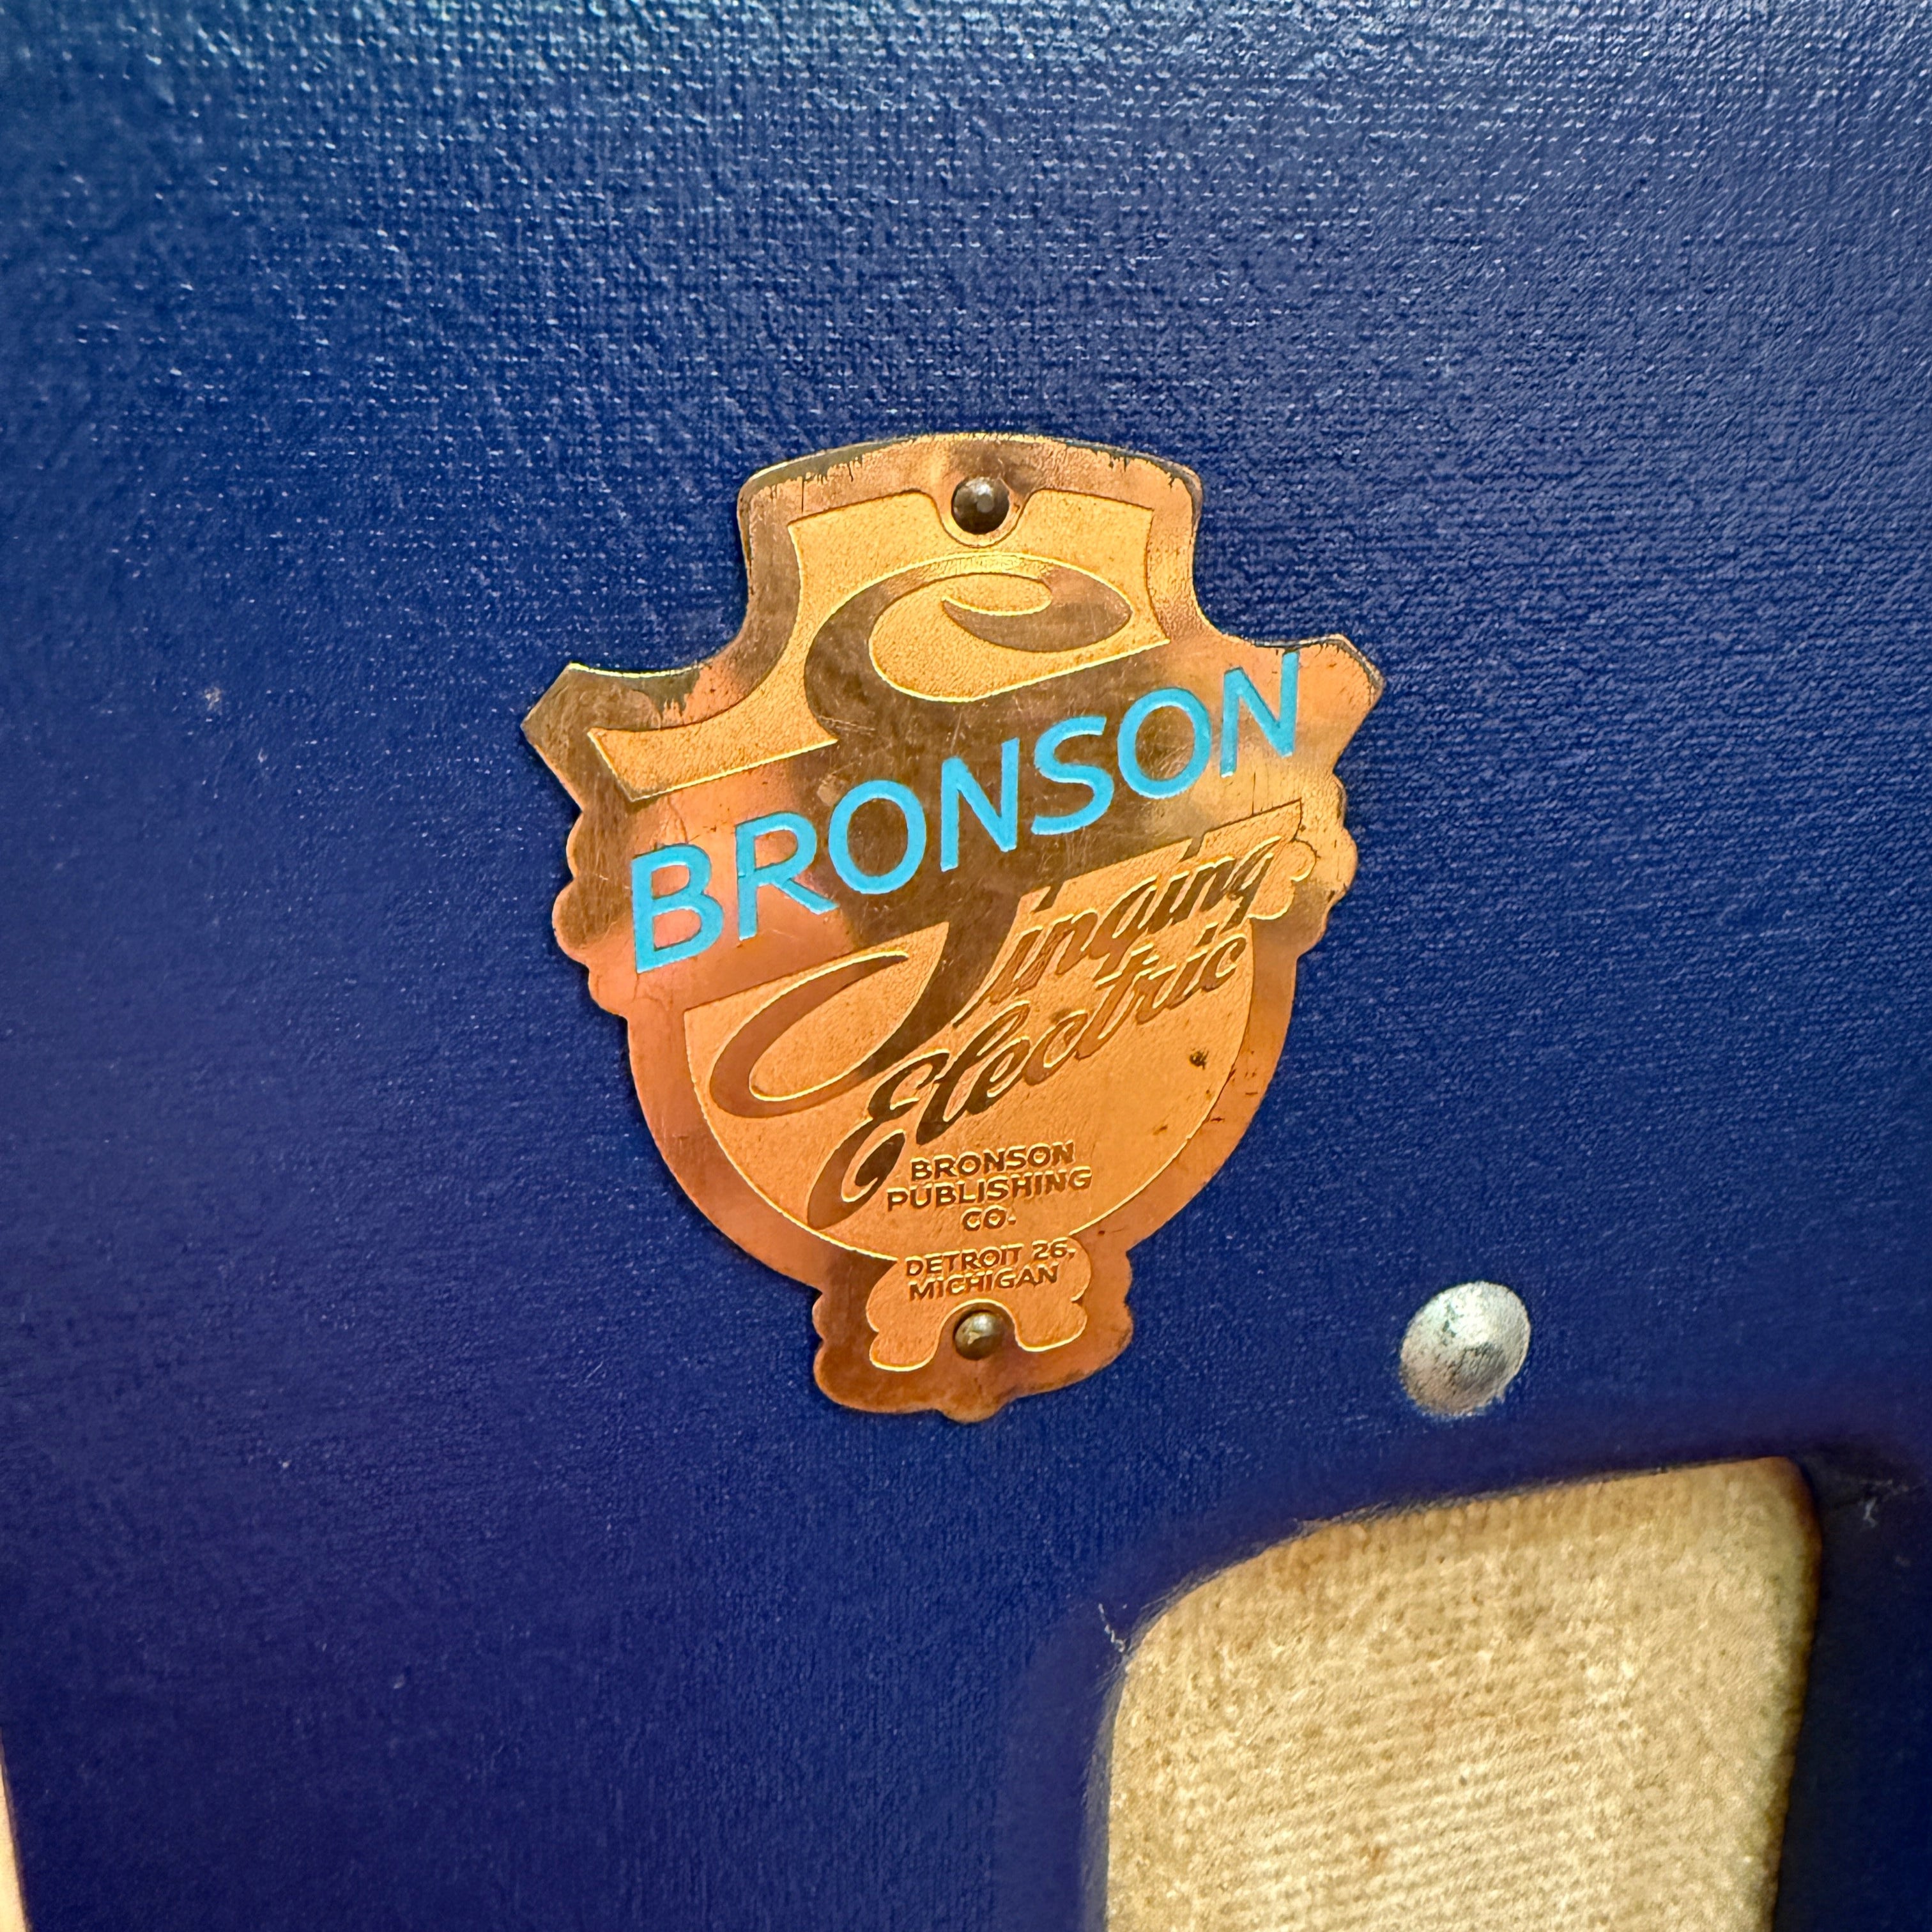 BRONSON
Singing
Electric
BRONSON
PUBLISHING
CO.
DETROIT 26,
MICHIGAN